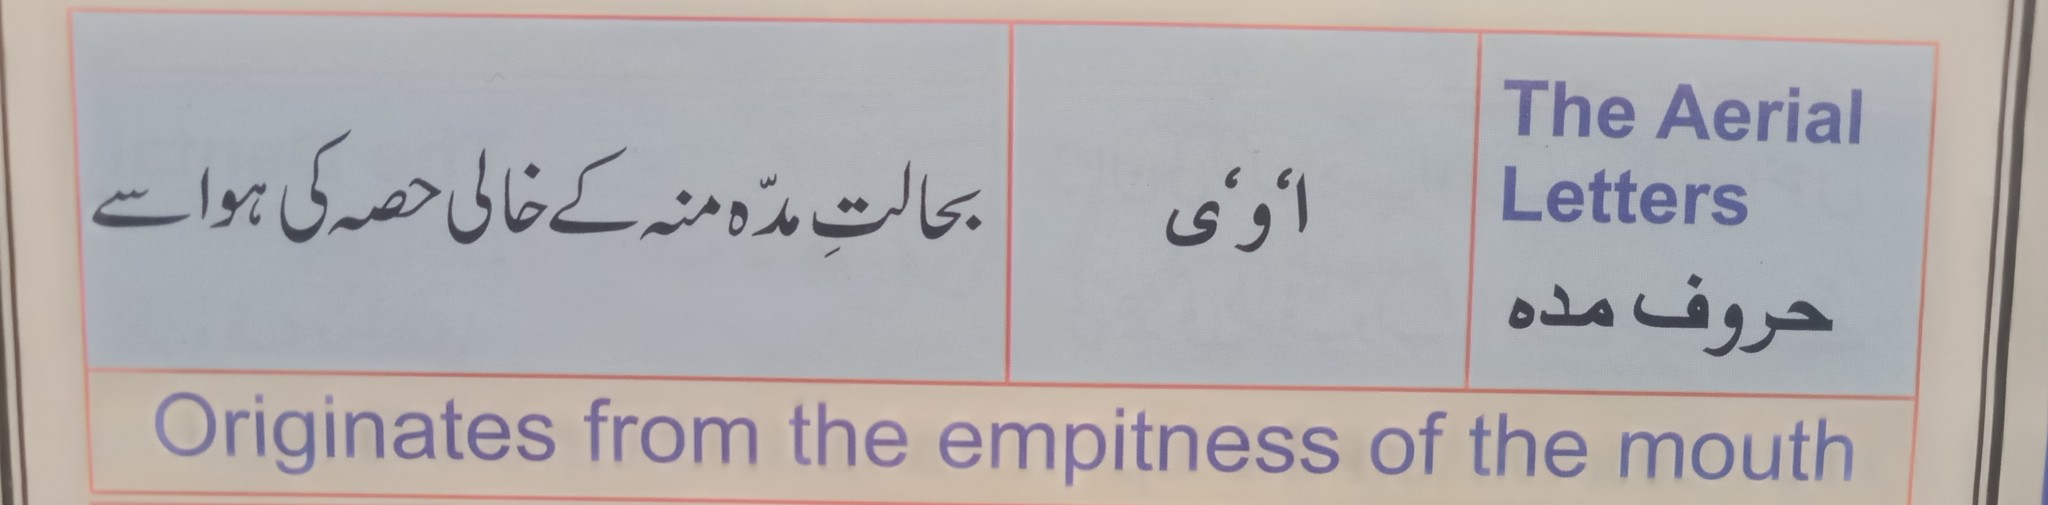 The Aerial
Letters
حروف مدہ
ا، و، ی
بحالتِ مدّہ منہ کے خالی حصہ کی ہوا سے
Originates from the empitness of the mouth